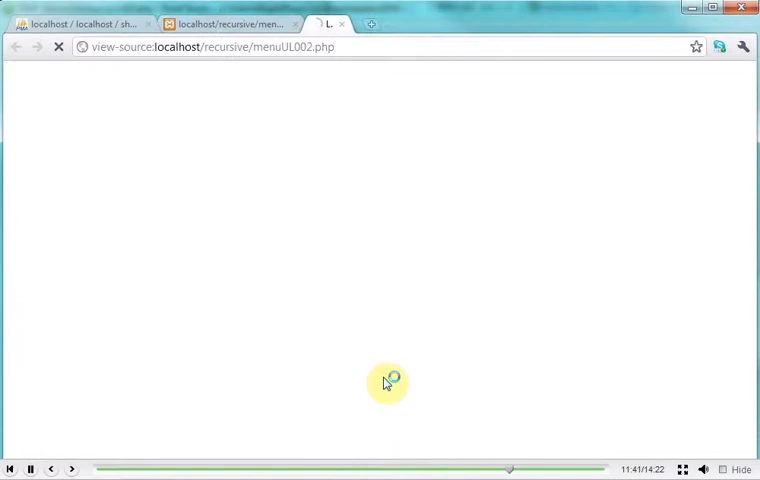 localhost / localhost / sh...
localhost/recursive/men...
L.
view-source:localhost/recursive/menuUL002.php
11:41/14:22
Hide